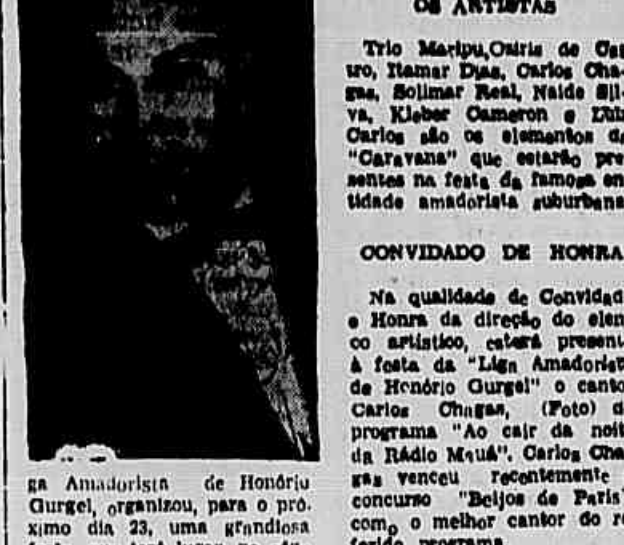 ga Amadorista de Honório
Gurgel, organizou, para o pró-
ximo dia 23, uma grandiosa
OS ARTISTAS
Trio Maripu, Osiris de Cas
tro, Itamar Dias, Carlos Cha-
gas, Solimar Real, Naide Sil-
va, Kleber Cameron e Luiz
Carlos são os elementos da
"Caravana" que estarão pre
sentes na festa da famosa en
tidade amadorista suburbana
CONVIDADO DE HONRA
Na qualidade de Convidad
e Honra da direção do elen
co artístico, estará present
à festa da "Liga Amadorist
de Honório Gurgel" o canto
Carlos Chagas, (Foto) d
programa "Ao cair da noit
da Rádio Mauá". Carlos Cha
gas venceu recentemente
concurso "Beijos de Paris"
como o melhor cantor do re
ferido programa